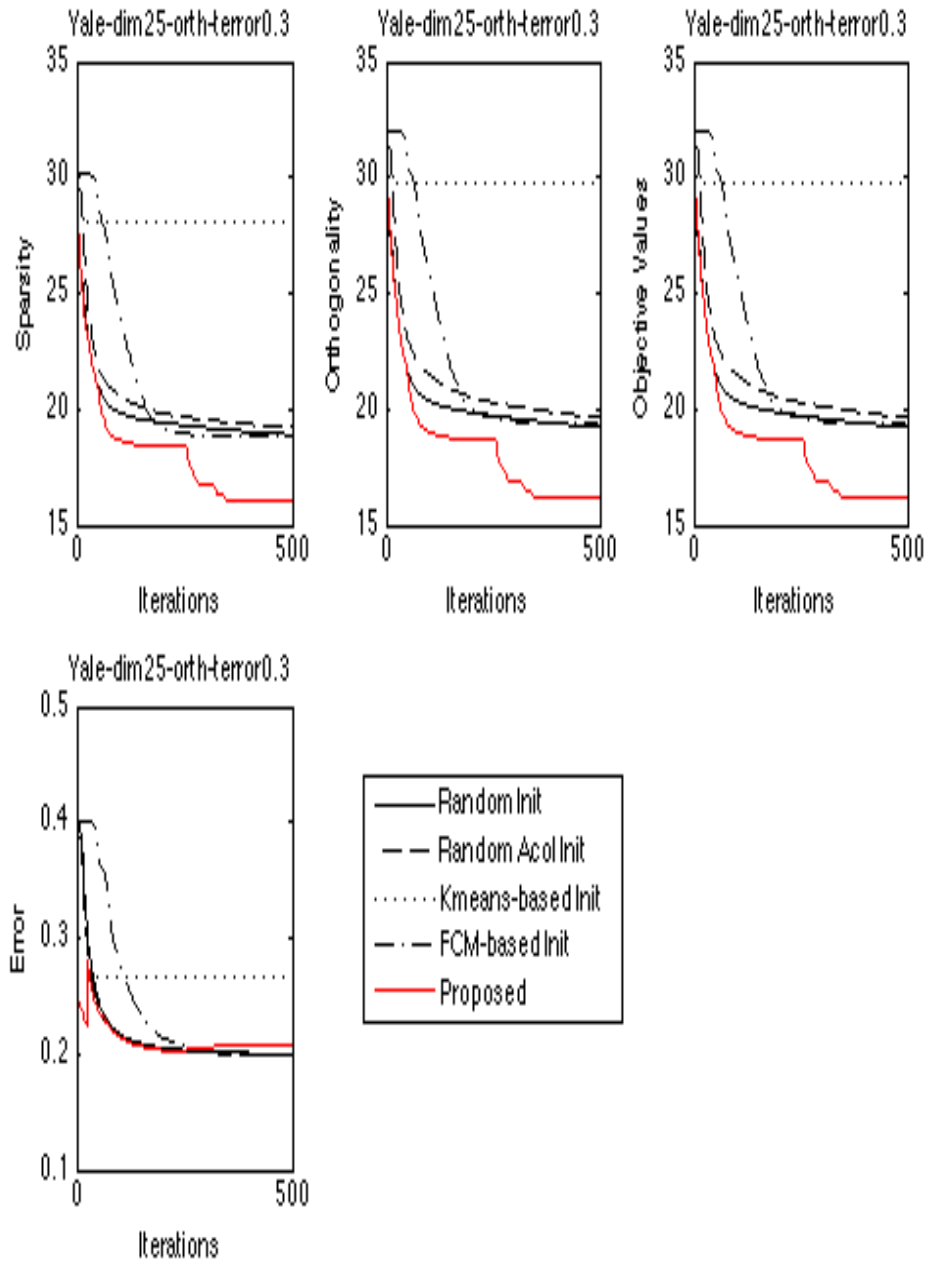 Yale-dim25-orth-terror0.3
35
30
25
20
15
Sparsity
0
500
Iterations
Yale-dim25-orth-terror0.3
35
30
25
20
15
Orthogonality
0
500
Iterations
Yale-dim25-orth-terror0.3
35
30
25
20
15
Objective Values
0
500
Iterations
Yale-dim25-orth-terror0.3
0.5
0.4
0.3
0.2
0.1
Error
0
500
Iterations
Random Init
Random Acol Init
Kmeans-based Init
FCM-based Init
Proposed